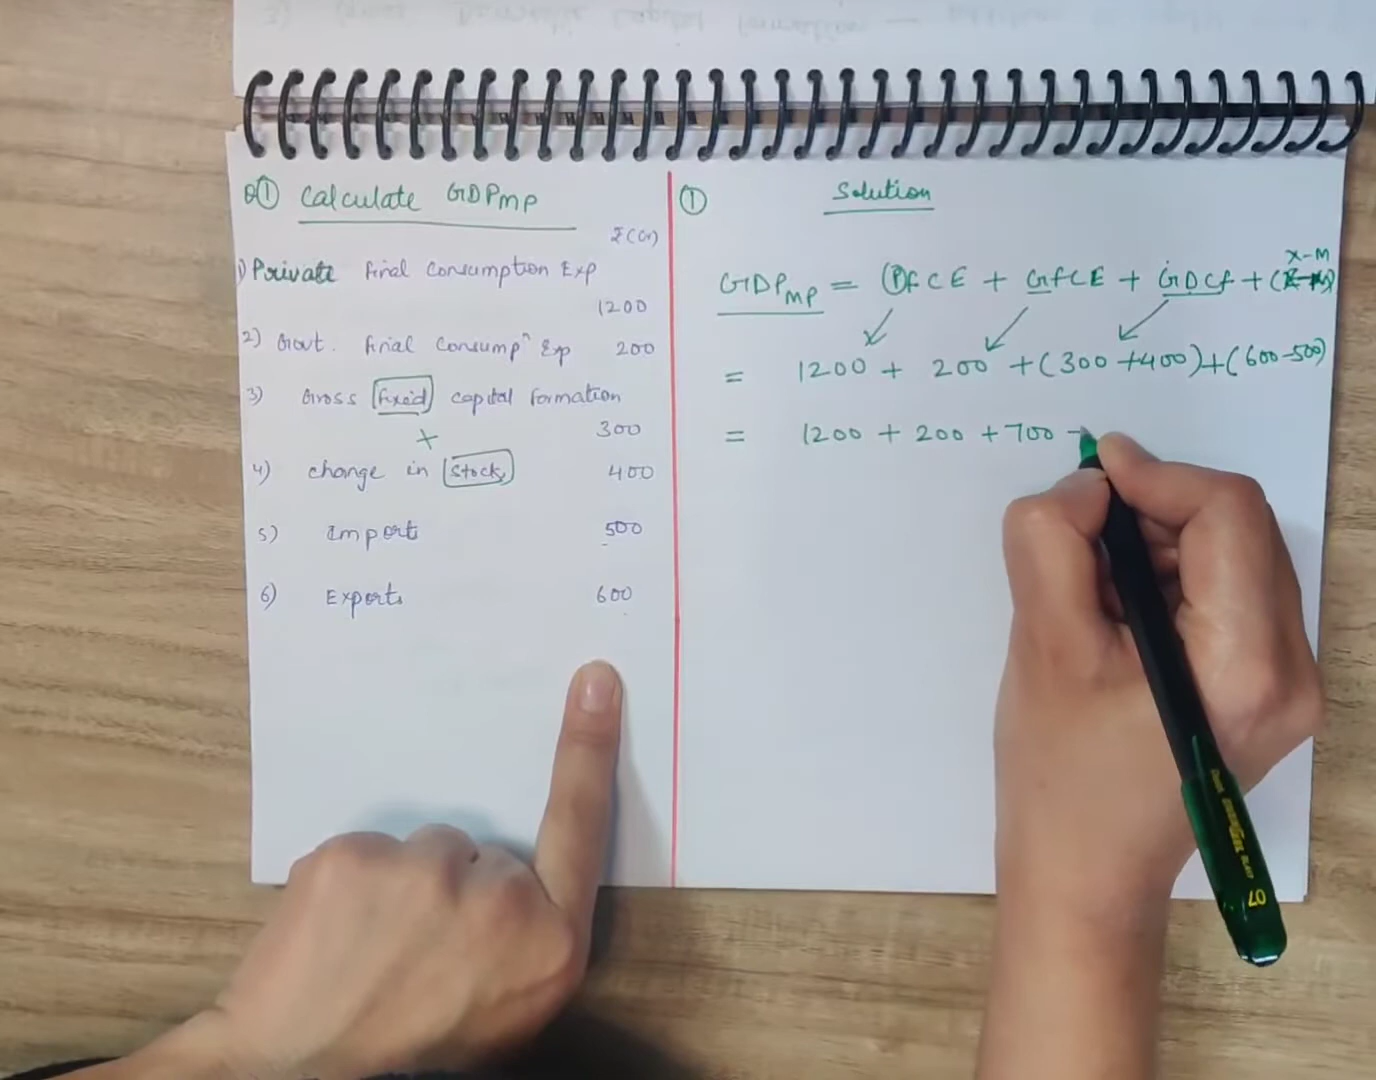 Q① Calculate GDPMP
₹(Cr)
1) Private Final Consumption Exp
1200
2) Govt. Final Consumpⁿ Exp 200
3) Gross Fixed capital formation
300
+
4) change in Stock 400
5) Import 500
6) Exports 600
① Solution
X-M
GDPMP = PFCE + GFCE + GDCF + (X-M)
= 1200 + 200 + (300 + 400) + (600-500)
= 1200 + 200 + 700 -
07